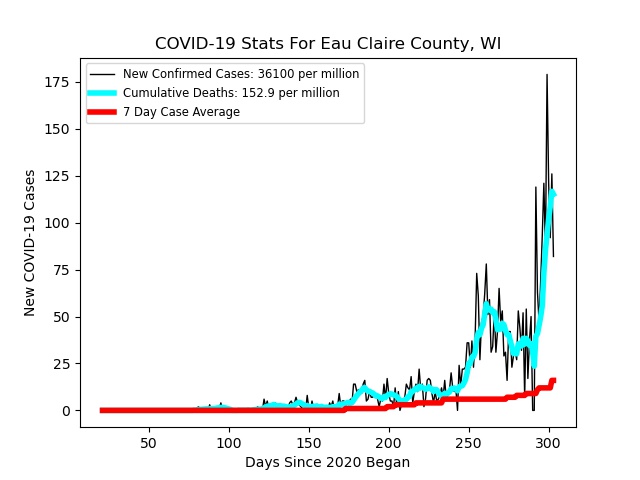 COVID-19 Stats For Eau Claire County, WI
New Confirmed Cases: 36100 per million
Cumulative Deaths: 152.9 per million
7 Day Case Average
New COVID-19 Cases
175
150
125
100
75
50
25
0
50 100 150 200 250 300
Days Since 2020 Began